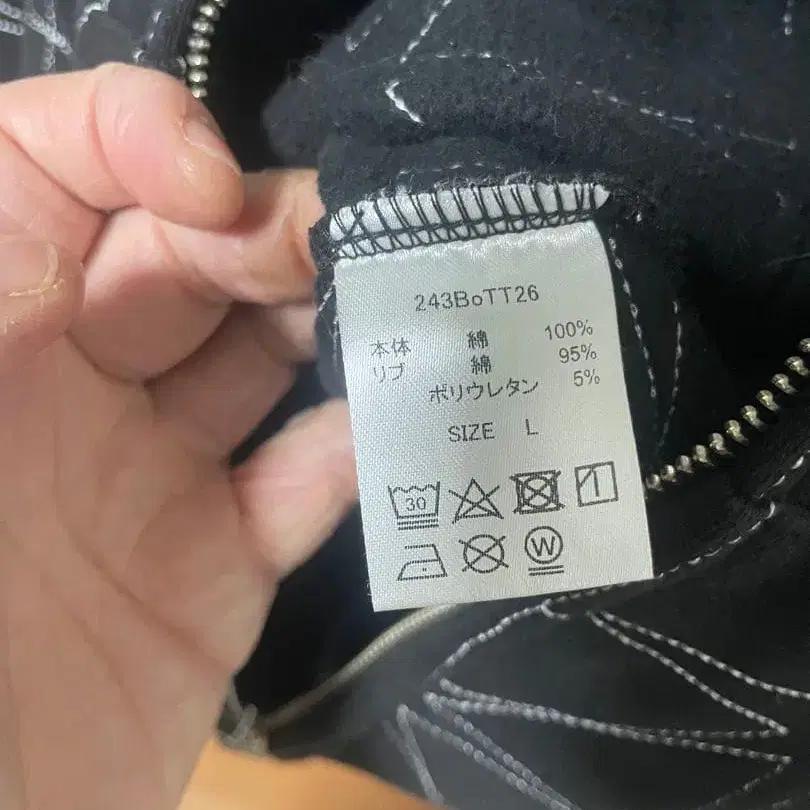 243BoTT26
本体 綿 100%
リブ 綿 95%
ポリウレタン 5%
SIZE L
30
W